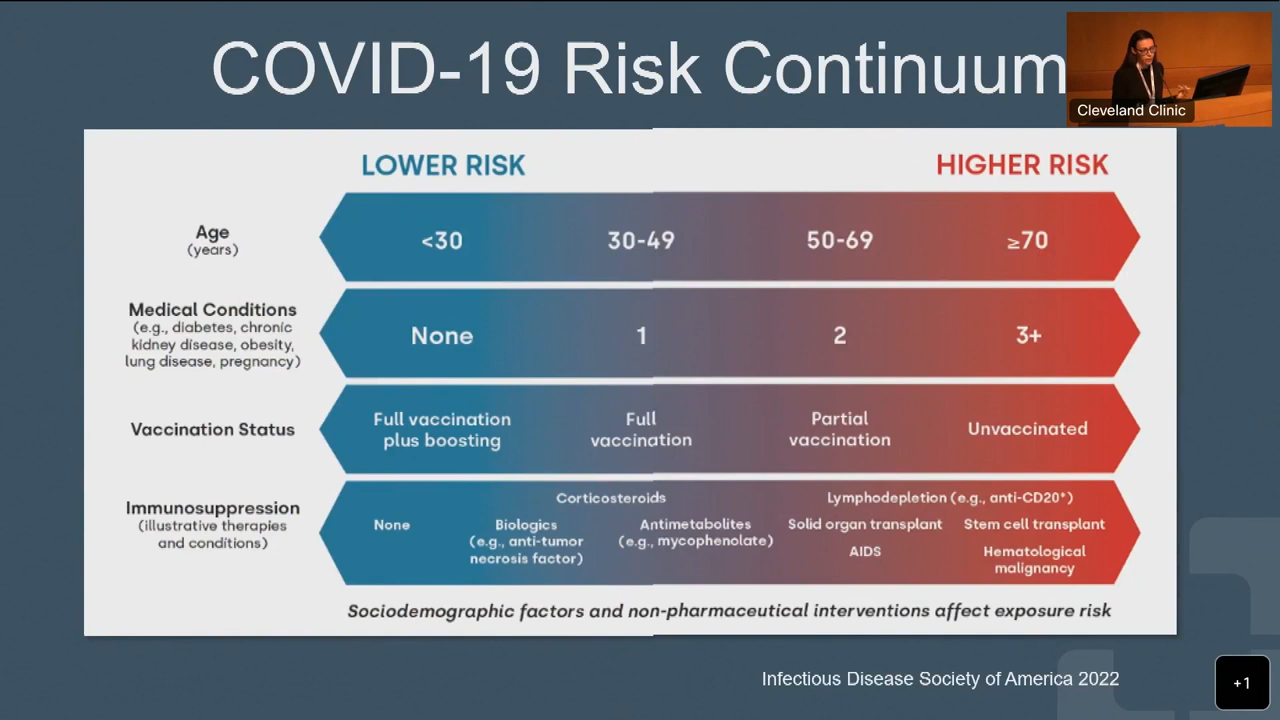 COVID-19 Risk Continuum
Cleveland Clinic
LOWER RISK
HIGHER RISK
Age
(years)
<30
30-49
50-69
≥70
Medical Conditions
(e.g., diabetes, chronic
kidney disease, obesity,
lung disease, pregnancy)
None
1
2
3+
Vaccination Status
Full vaccination
plus boosting
Full
vaccination
Partial
vaccination
Unvaccinated
Immunosuppression
(illustrative therapies
and conditions)
None
Corticosteroids
Biologics
(e.g., anti-tumor
necrosis factor)
Antimetabolites
(e.g., mycophenolate)
Lymphodepletion (e.g., anti-CD20*)
Solid organ transplant
AIDS
Stem cell transplant
Hematological
malignancy
Sociodemographic factors and non-pharmaceutical interventions affect exposure risk
Infectious Disease Society of America 2022
+1